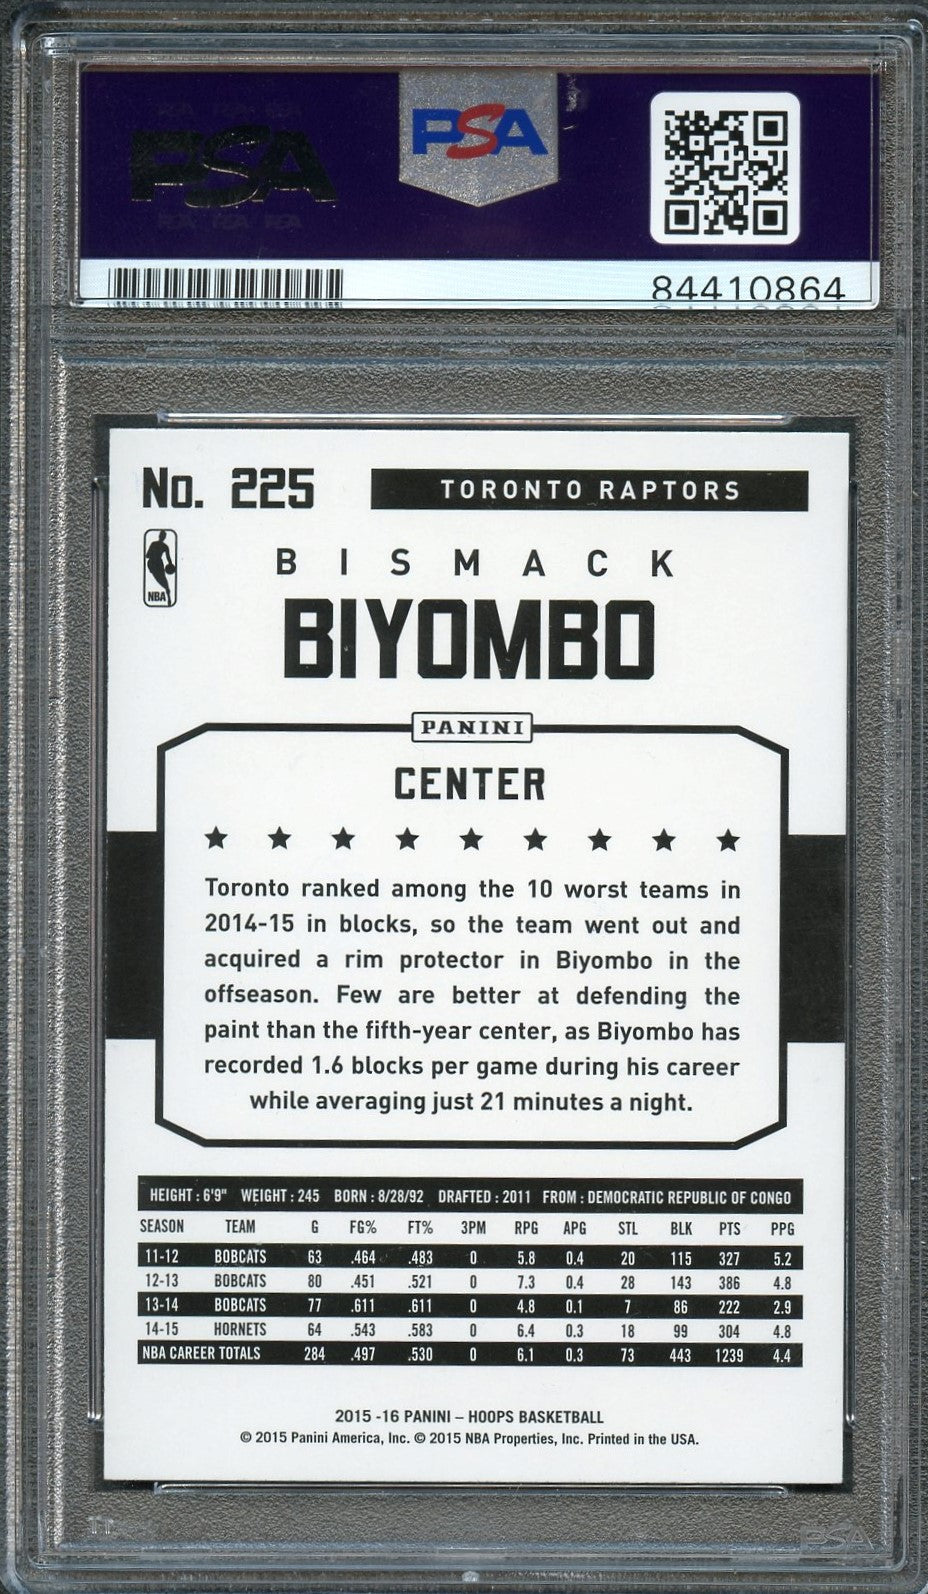 PSA
PSA
84410864
No. 225
TORONTO RAPTORS
NBA
BISMACK
BIYOMBO
PANINI
CENTER
Toronto ranked among the 10 worst teams in
2014-15 in blocks, so the team went out and
acquired a rim protector in Biyombo in the
offseason. Few are better at defending the
paint than the fifth-year center, as Biyombo has
recorded 1.6 blocks per game during his career
while averaging just 21 minutes a night.
HEIGHT : 6'9" WEIGHT : 245 BORN : 8/28/92 DRAFTED : 2011 FROM : DEMOCRATIC REPUBLIC OF CONGO
SEASON TEAM G FG% FT% 3PM RPG APG STL BLK PTS PPG
11-12 BOBCATS 63 .464 .483 0 5.8 0.4 20 115 327 5.2
12-13 BOBCATS 80 .451 .521 0 7.3 0.4 28 143 386 4.8
13-14 BOBCATS 77 .611 .611 0 4.8 0.1 7 86 222 2.9
14-15 HORNETS 64 .543 .583 0 6.4 0.3 18 99 304 4.8
NBA CAREER TOTALS 284 .497 .530 0 6.1 0.3 73 443 1239 4.4
2015 -16 PANINI – HOOPS BASKETBALL
© 2015 Panini America, Inc. © 2015 NBA Properties, Inc. Printed in the USA.
PSA